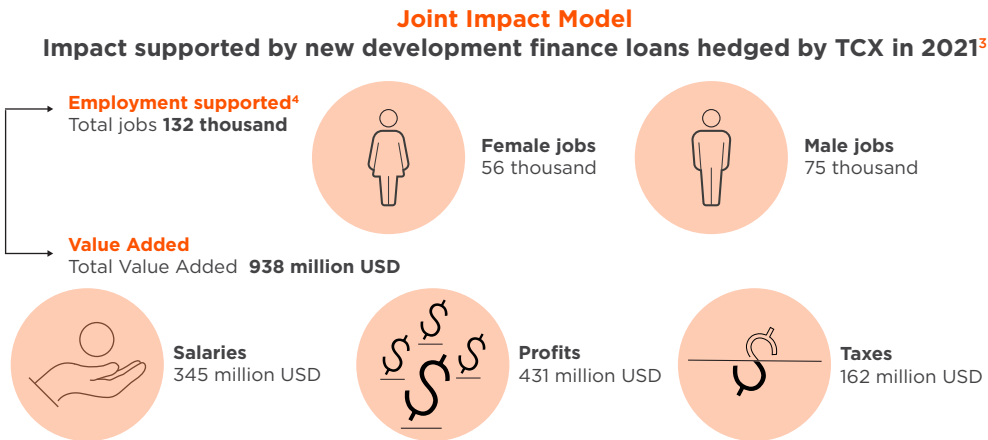 Joint Impact Model
Impact supported by new development finance loans hedged by TCX in 2021³
Employment supported⁴
Total jobs 132 thousand
Female jobs
56 thousand
Male jobs
75 thousand
Value Added
Total Value Added 938 million USD
Salaries
345 million USD
Profits
431 million USD
Taxes
162 million USD